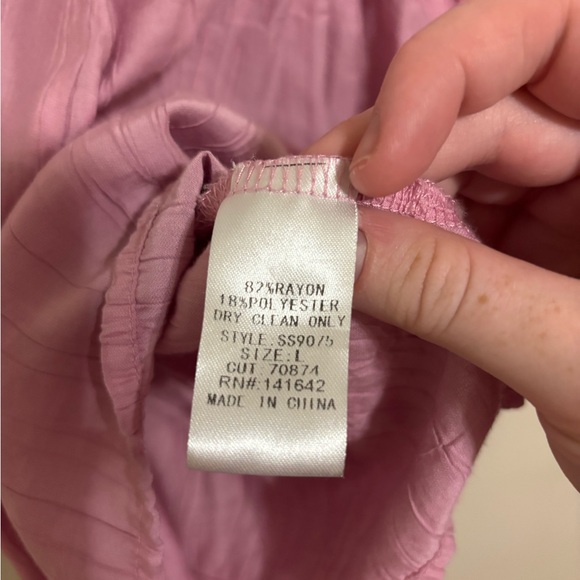 82%RAYON
18%POLYESTER
DRY CLEAN ONLY
STYLE:SS9075
SIZE:L
CUT:70874
RN#:141642
MADE IN CHINA